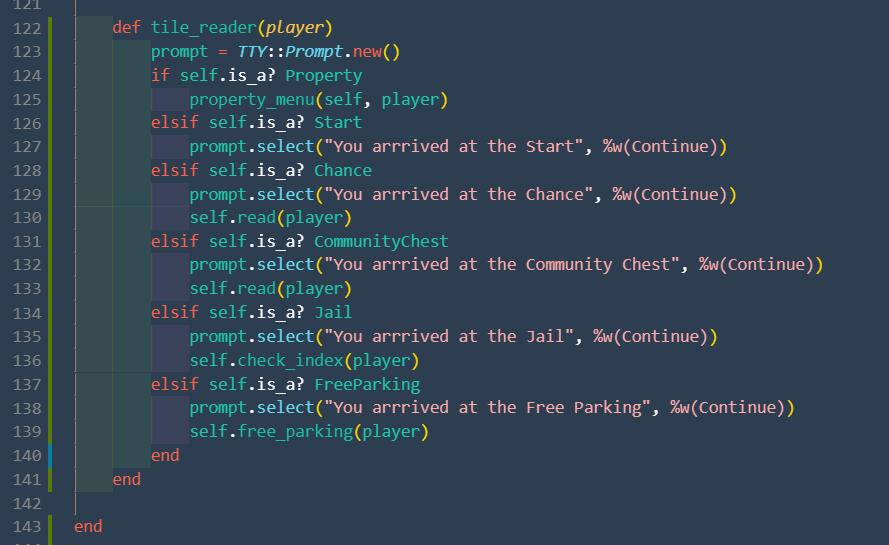 121
122 def tile_reader(player)
123 prompt = TTY::Prompt.new()
124 if self.is_a? Property
125 property_menu(self, player)
126 elsif self.is_a? Start
127 prompt.select("You arrrived at the Start", %w(Continue))
128 elsif self.is_a? Chance
129 prompt.select("You arrrived at the Chance", %w(Continue))
130 self.read(player)
131 elsif self.is_a? CommunityChest
132 prompt.select("You arrrived at the Community Chest", %w(Continue))
133 self.read(player)
134 elsif self.is_a? Jail
135 prompt.select("You arrrived at the Jail", %w(Continue))
136 self.check_index(player)
137 elsif self.is_a? FreeParking
138 prompt.select("You arrrived at the Free Parking", %w(Continue))
139 self.free_parking(player)
140 end
141 end
142
143 end